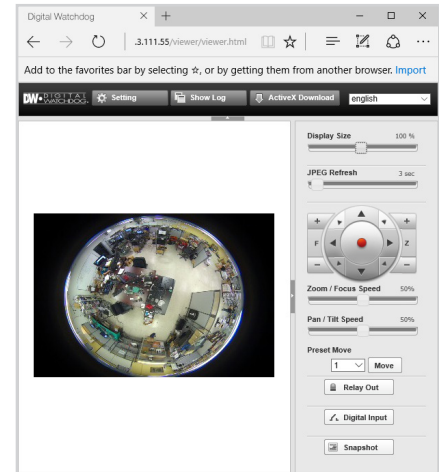 Digital Watchdog
.3.111.55/viewer/viewer.html
Add to the favorites bar by selecting ☆, or by getting them from another browser. Import
DW DIGITAL WATCHDOG. Setting Show Log ActiveX Download english
Display Size 100 %
JPEG Refresh 3 sec
+ +
F Z
− −
Zoom / Focus Speed 50%
Pan / Tilt Speed 50%
Preset Move
1 Move
Relay Out
Digital Input
Snapshot